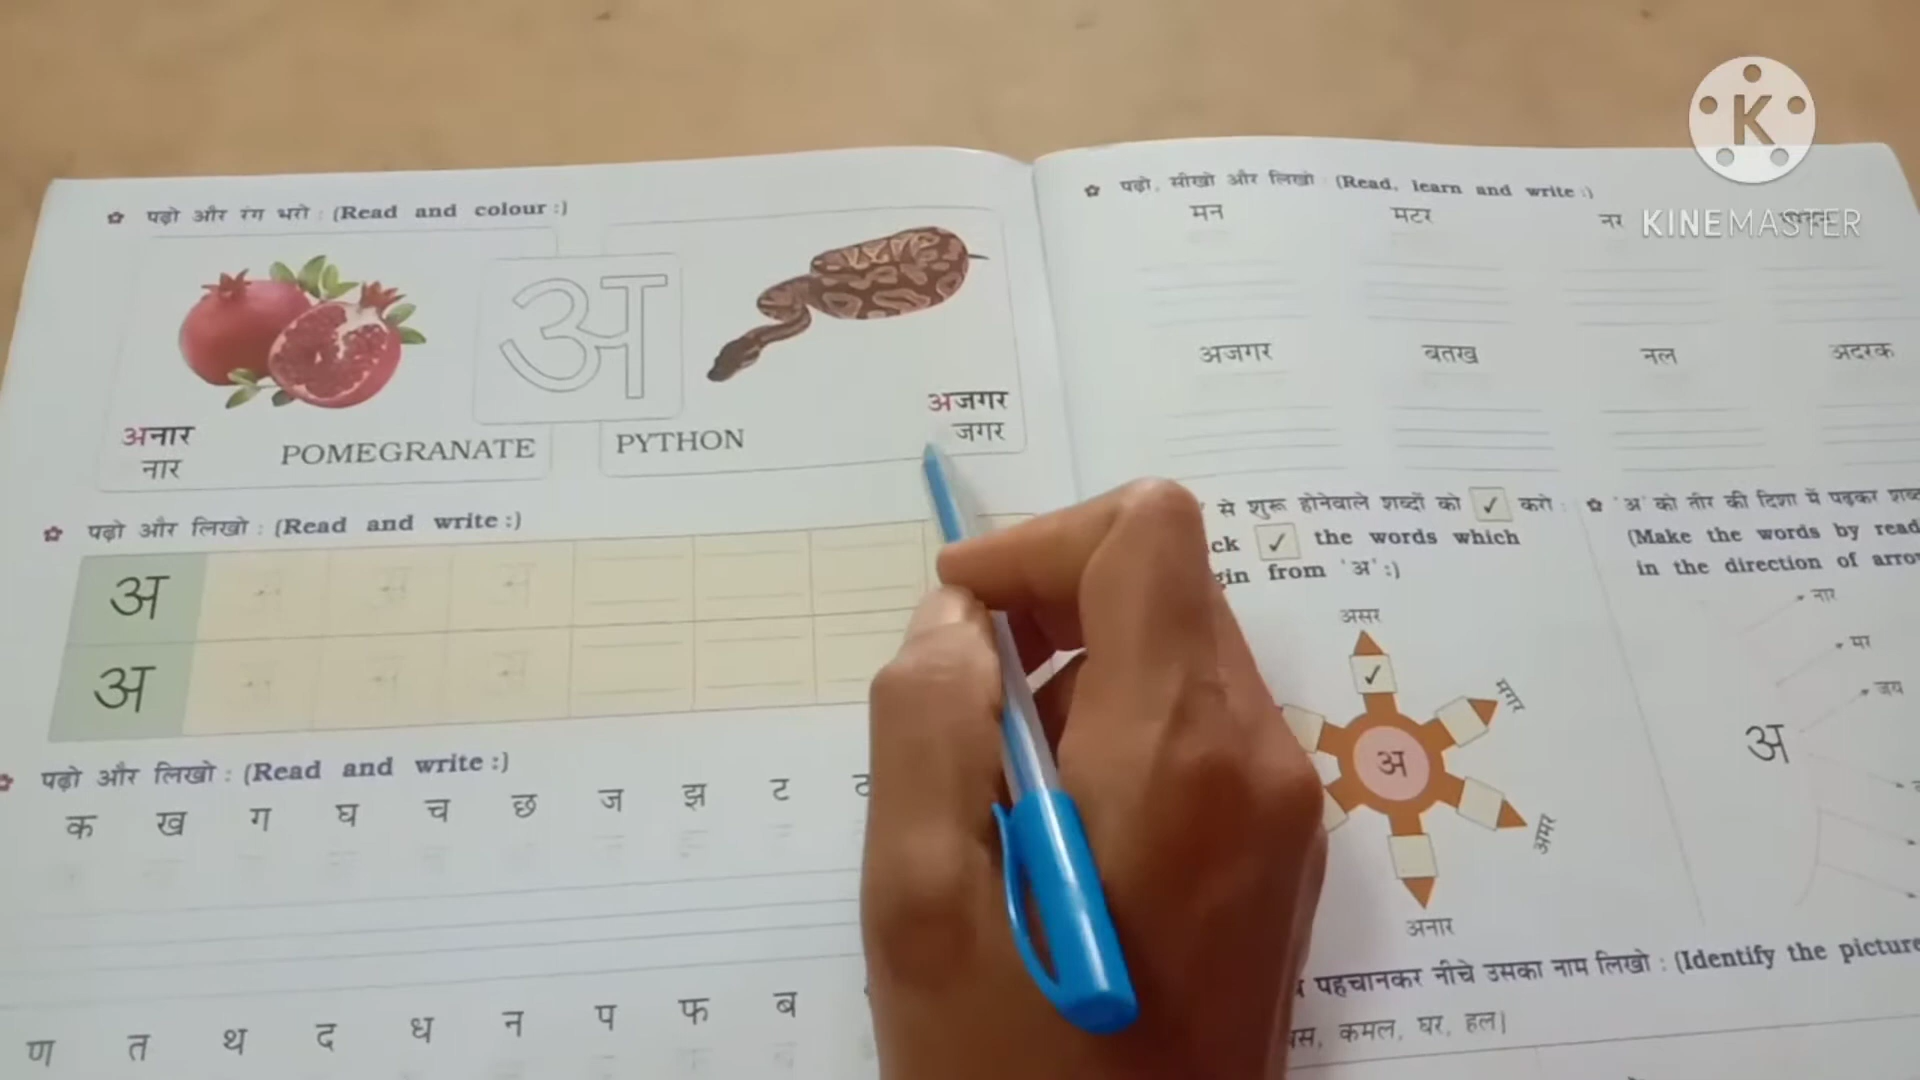 पढ़ो और रंग भरो : (Read and colour :)
अ
अनार
नार
POMEGRANATE
PYTHON
अजगर
जगर
पढ़ो और लिखो : (Read and write :)
अ
अ
पढ़ो और लिखो : (Read and write :)
क ख ग घ च छ ज झ ट
ण त थ द ध न प फ ब
पढ़ो, सीखो और लिखो : (Read, learn and write :)
मन मटर नर
अजगर बतख नल अदरक
से शुरू होनेवाले शब्दों को ✓ करो :
✓ the words which
from 'अ' :)
असर
✓
मगर
अ
अमर
अनार
'अ' को तीर की दिशा में पढ़कर
(Make the words by
in the direction of
नार
जय
अ
पहचानकर नीचे उसका नाम लिखो : (Identify the
कमल, घर, हल।
K
KINEMASTER